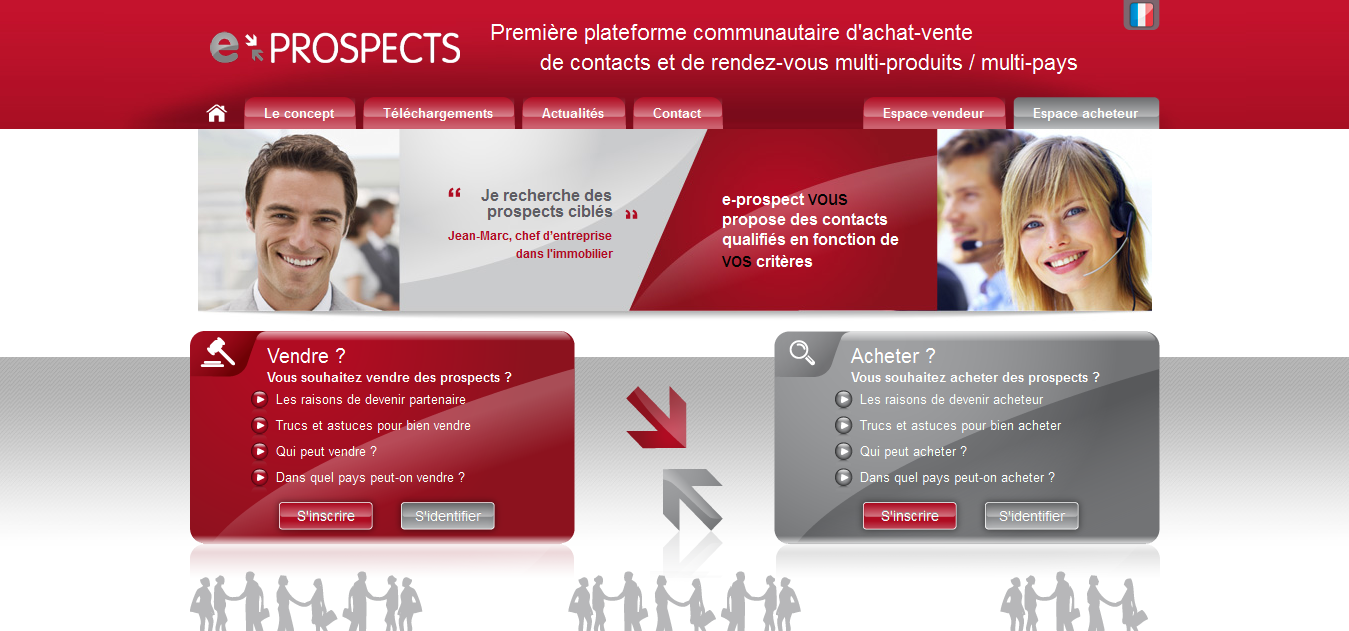 e PROSPECTS
Première plateforme communautaire d'achat-vente
de contacts et de rendez-vous multi-produits / multi-pays
Le concept
Téléchargements
Actualités
Contact
Espace vendeur
Espace acheteur
“ Je recherche des
prospects ciblés ”
Jean-Marc, chef d'entreprise
dans l'immobilier
e-prospect VOUS
propose des contacts
qualifiés en fonction de
VOS critères
Vendre ?
Vous souhaitez vendre des prospects ?
Les raisons de devenir partenaire
Trucs et astuces pour bien vendre
Qui peut vendre ?
Dans quel pays peut-on vendre ?
S'inscrire
S'identifier
Acheter ?
Vous souhaitez acheter des prospects ?
Les raisons de devenir acheteur
Trucs et astuces pour bien acheter
Qui peut acheter ?
Dans quel pays peut-on acheter ?
S'inscrire
S'identifier